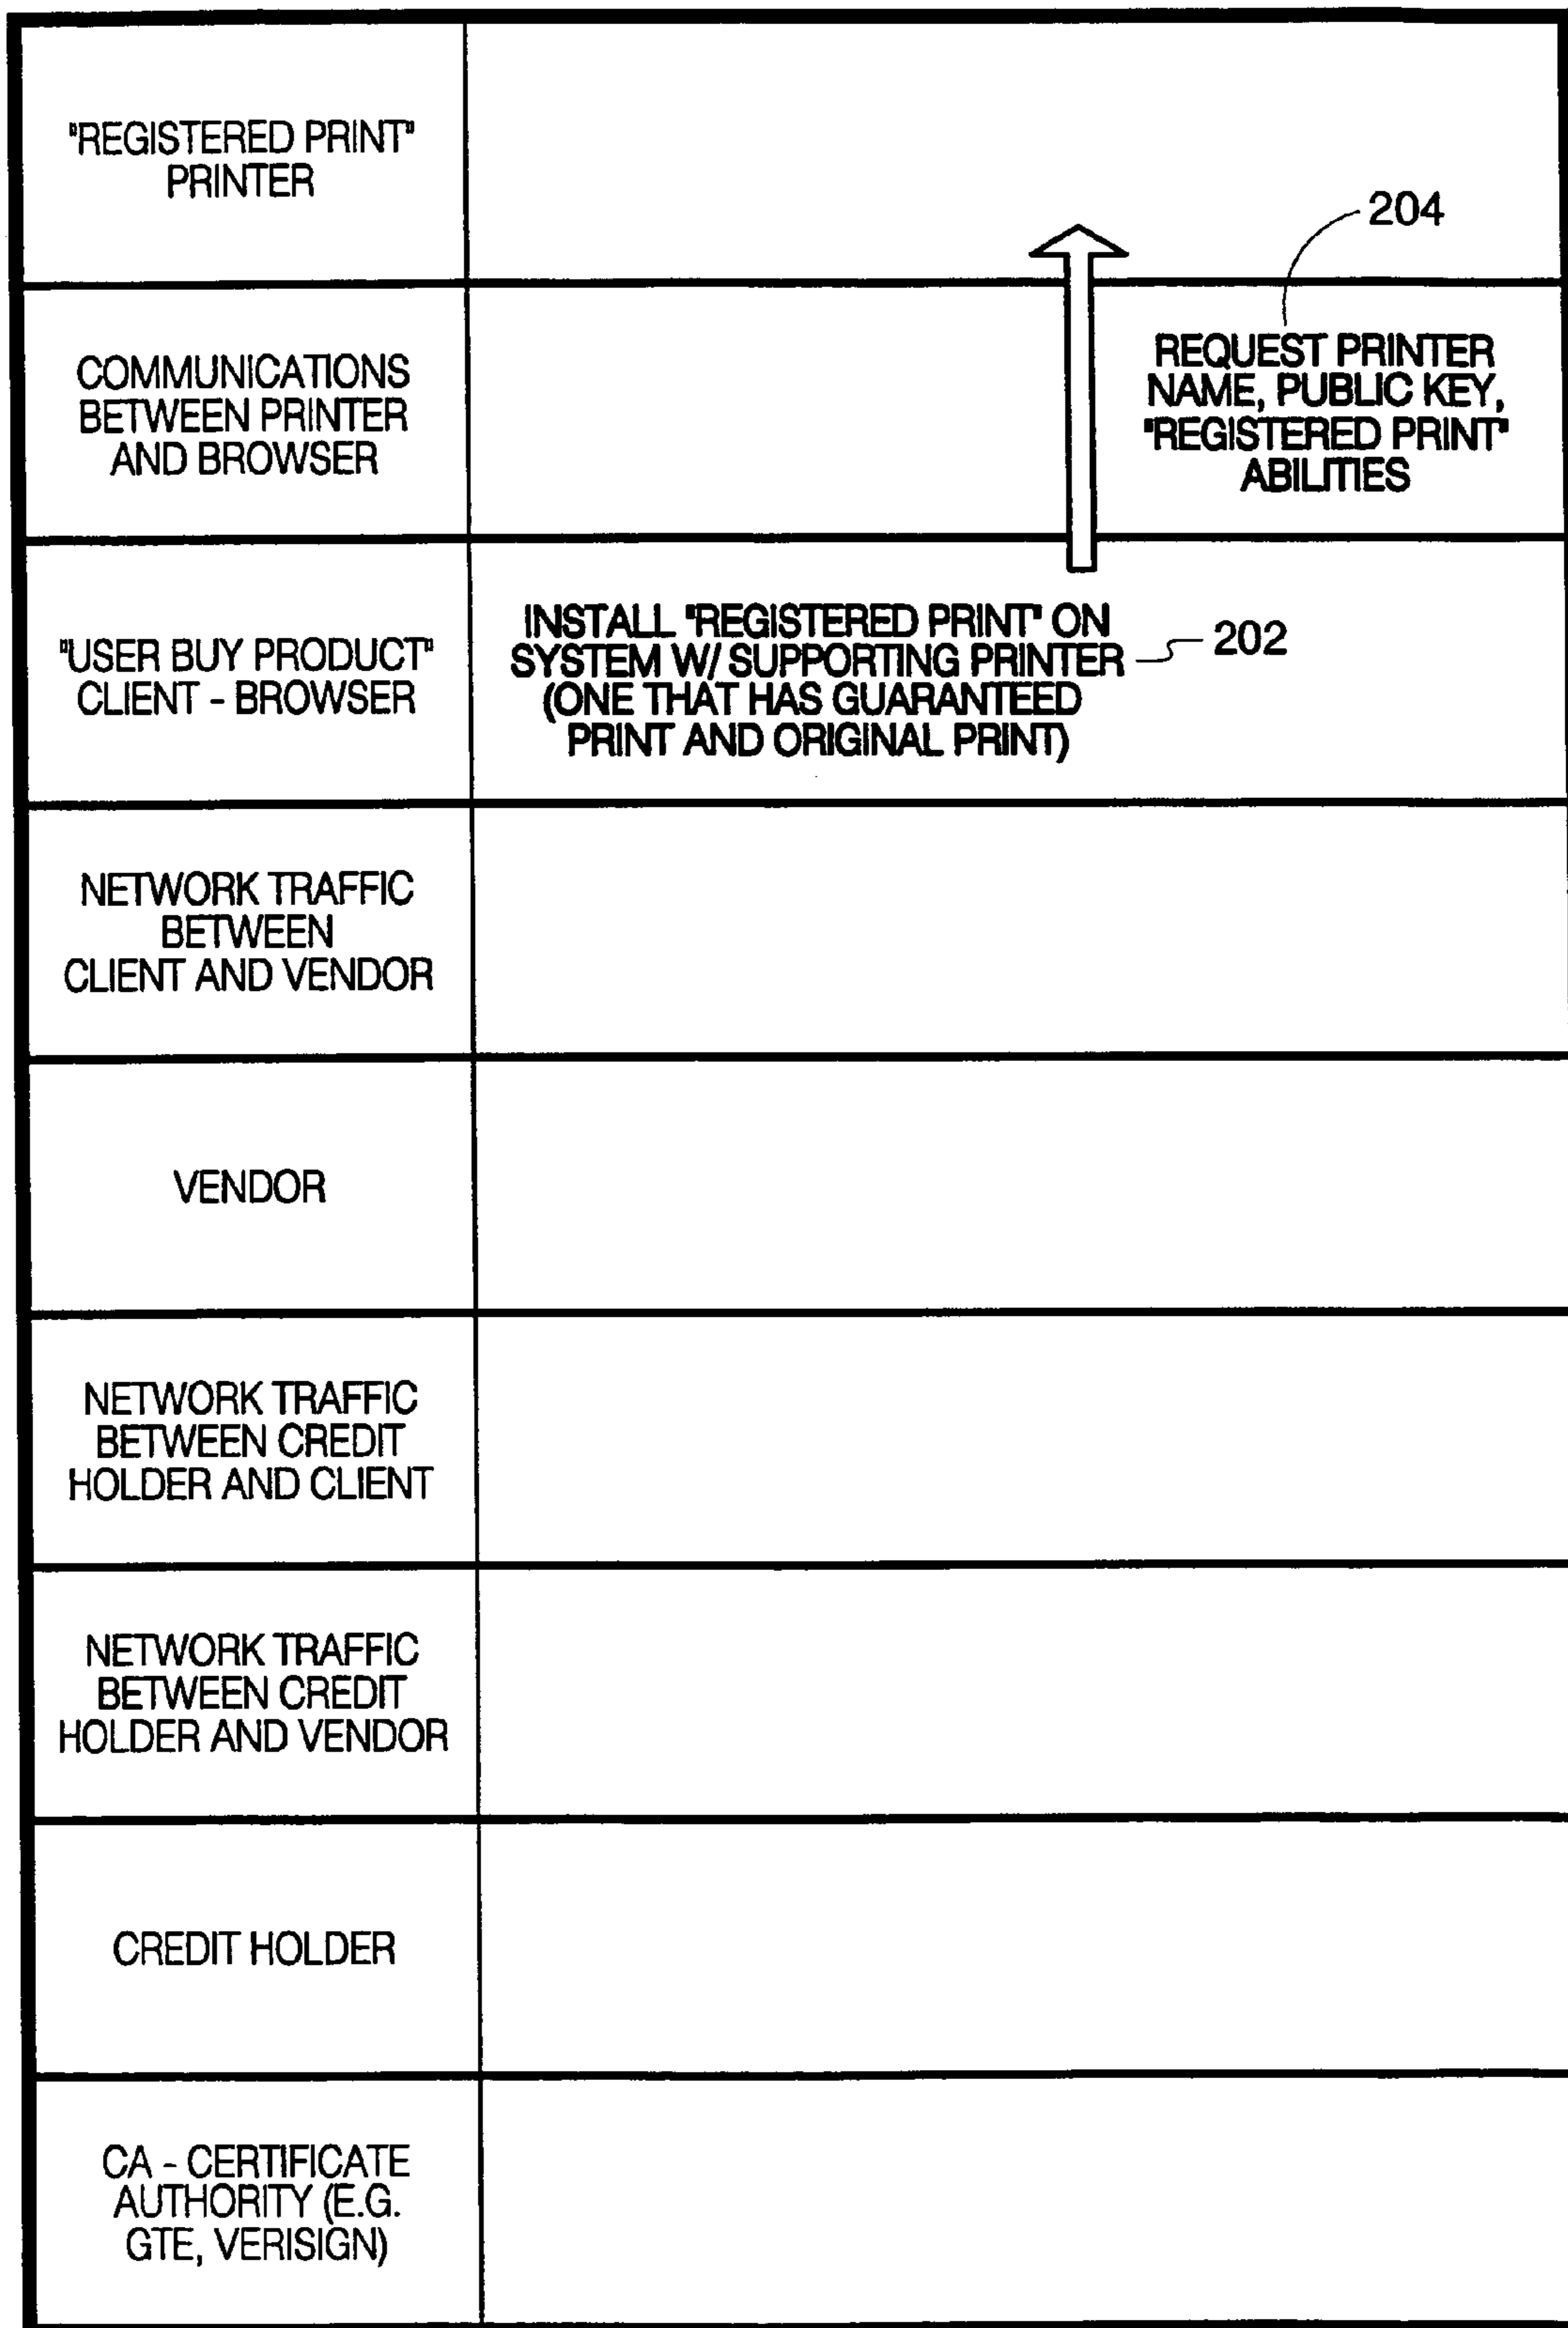 "REGISTERED PRINT"
PRINTER
204
COMMUNICATIONS
BETWEEN PRINTER
AND BROWSER
REQUEST PRINTER
NAME, PUBLIC KEY,
"REGISTERED PRINT"
ABILITIES
"USER BUY PRODUCT"
CLIENT - BROWSER
INSTALL "REGISTERED PRINT" ON
SYSTEM W/ SUPPORTING PRINTER
(ONE THAT HAS GUARANTEED
PRINT AND ORIGINAL PRINT)
202
NETWORK TRAFFIC
BETWEEN
CLIENT AND VENDOR
VENDOR
NETWORK TRAFFIC
BETWEEN CREDIT
HOLDER AND CLIENT
NETWORK TRAFFIC
BETWEEN CREDIT
HOLDER AND VENDOR
CREDIT HOLDER
CA - CERTIFICATE
AUTHORITY (E.G.
GTE, VERISIGN)